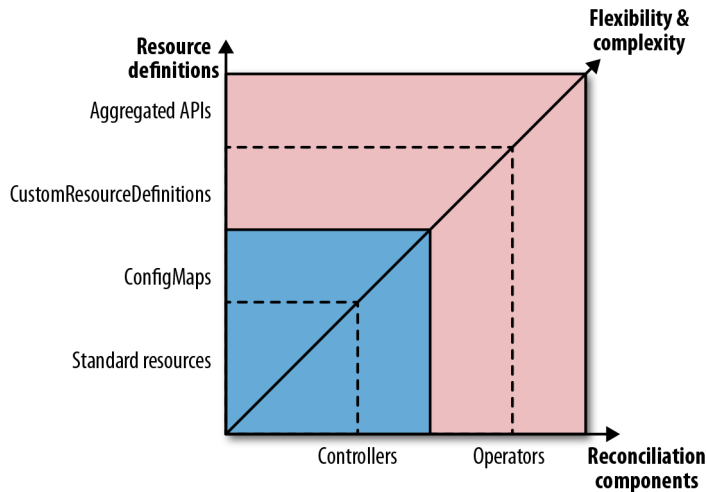 Flexibility &
complexity
Resource
definitions
Aggregated APIs
CustomResourceDefinitions
ConfigMaps
Standard resources
Controllers
Operators
Reconciliation
components